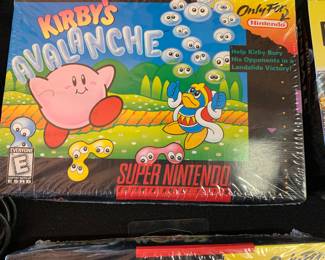 KIRBY'S
AVALANCHE
Only For
Nintendo
Help Kirby Bury
His Opponents in a
Landslide Victory!
EVERYONE
E
ESRB
SUPER NINTENDO